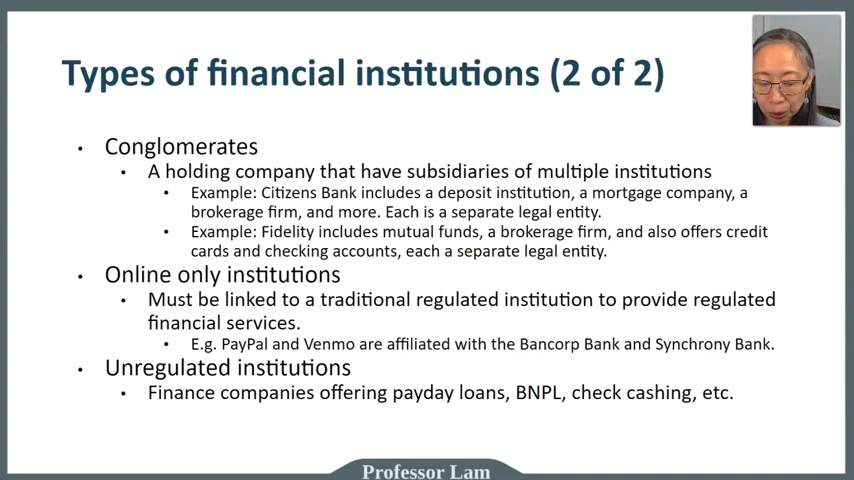 Types of financial institutions (2 of 2)
• Conglomerates
• A holding company that have subsidiaries of multiple institutions
• Example: Citizens Bank includes a deposit institution, a mortgage company, a
brokerage firm, and more. Each is a separate legal entity.
• Example: Fidelity includes mutual funds, a brokerage firm, and also offers credit
cards and checking accounts, each a separate legal entity.
• Online only institutions
• Must be linked to a traditional regulated institution to provide regulated
financial services.
• E.g. PayPal and Venmo are affiliated with the Bancorp Bank and Synchrony Bank.
• Unregulated institutions
• Finance companies offering payday loans, BNPL, check cashing, etc.
Professor Lam